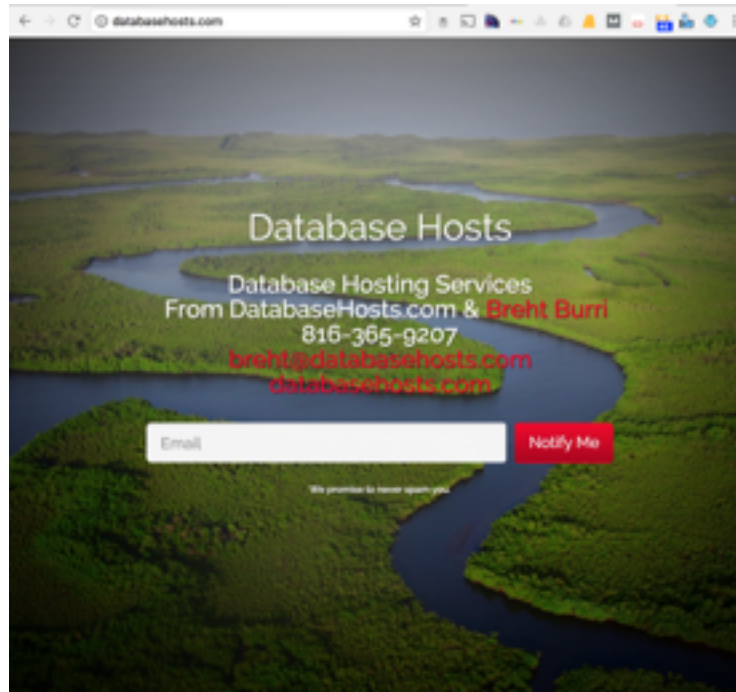 databasehosts.com
Database Hosts
Database Hosting Services
From DatabaseHosts.com & Breht Burri
816-365-9207
breht@databasehosts.com
databasehosts.com
Email
Notify Me
We promise to never spam you.